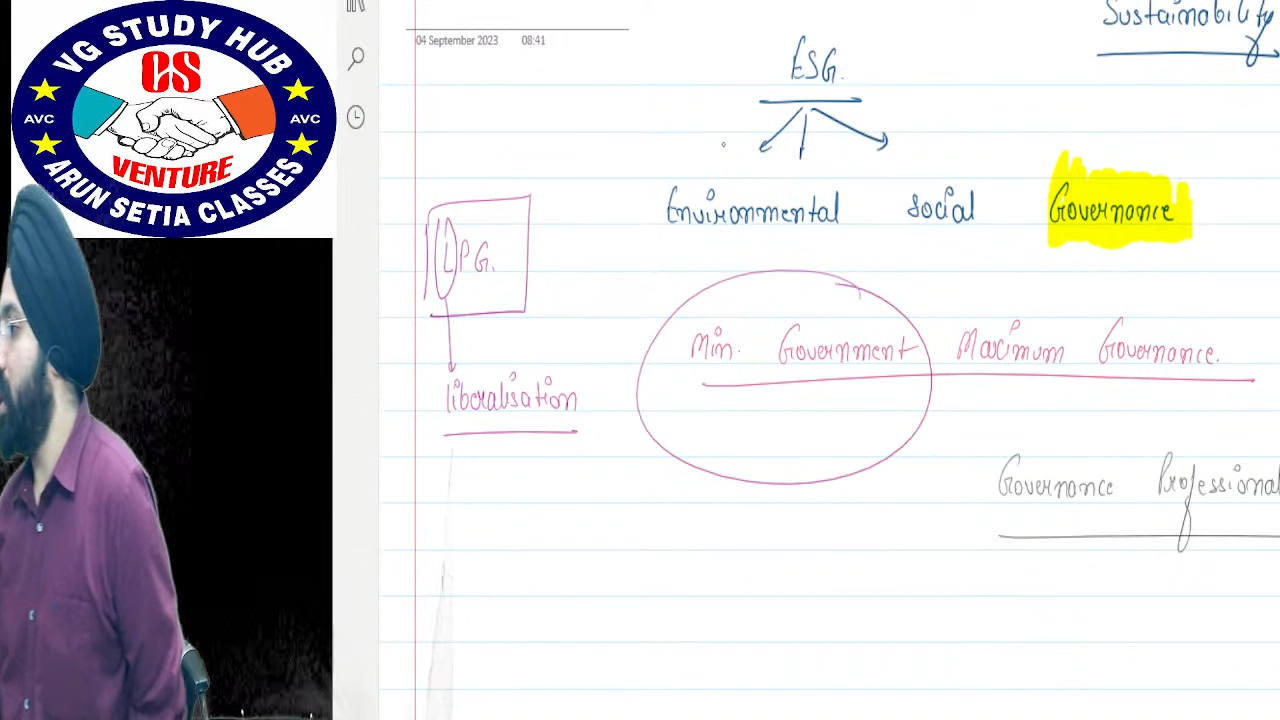 VG STUDY HUB
CS
AVC
AVC
VENTURE
ARUN SETIA CLASSES
04 September 2023 08:41
Sustainability
ESG.
Environmental Social Governance
LPG.
Min. Government Maximum Governance.
liberalisation
Governance Professional